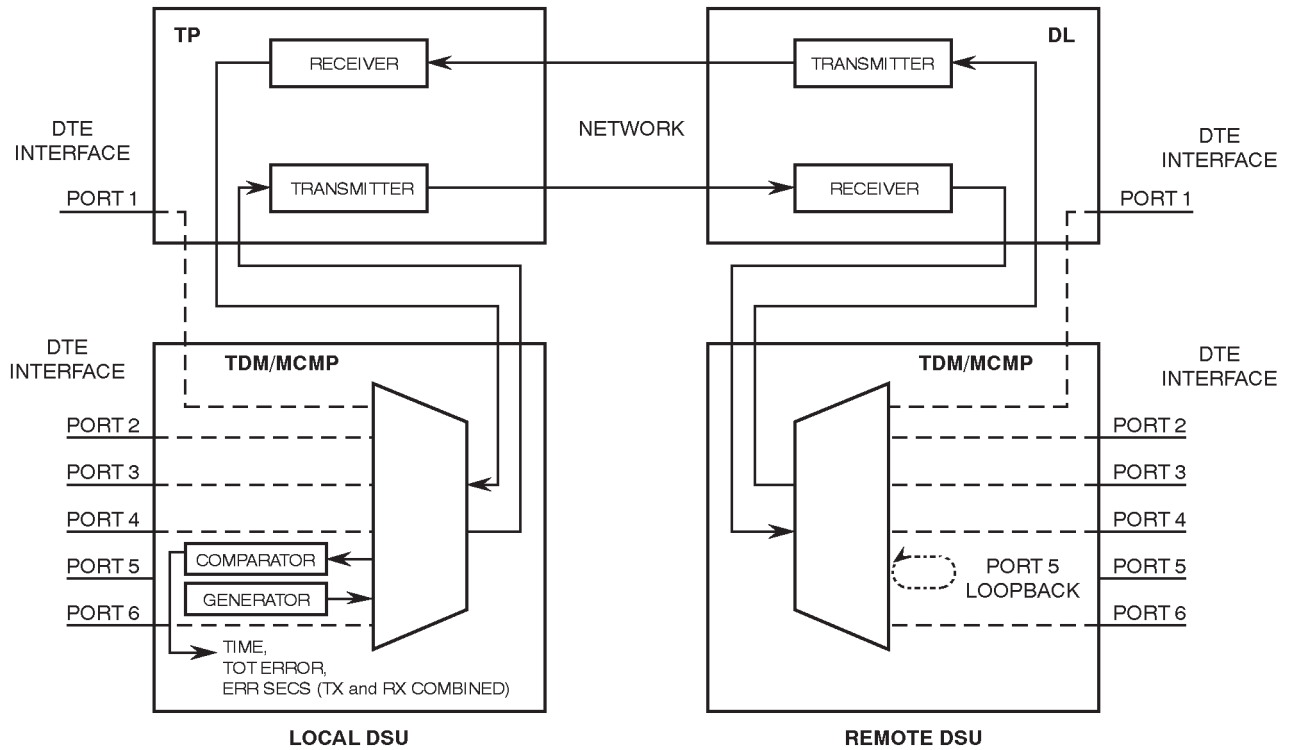 TP
DL
RECEIVER
TRANSMITTER
NETWORK
DTE
INTERFACE
DTE
INTERFACE
TRANSMITTER
RECEIVER
PORT 1
PORT 1
DTE
INTERFACE
TDM/MCMP
TDM/MCMP
DTE
INTERFACE
PORT 2
PORT 2
PORT 3
PORT 3
PORT 4
PORT 4
COMPARATOR
PORT 5
PORT 5
LOOPBACK
PORT 5
GENERATOR
PORT 6
PORT 6
TIME,
TOT ERROR,
ERR SECS (TX and RX COMBINED)
LOCAL DSU
REMOTE DSU